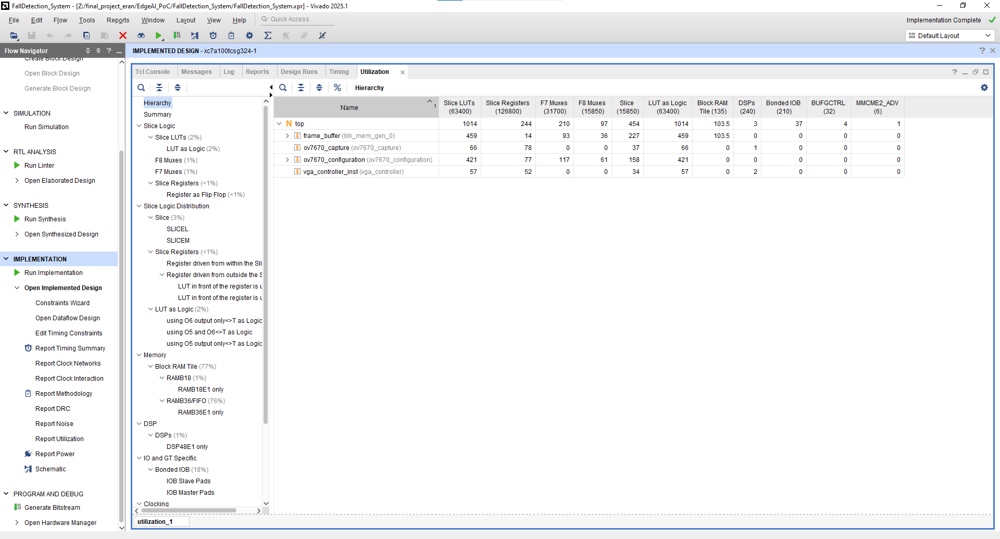 FallDetection_System - [Z:/final_project_eran/EdgeAI_PoC/FallDetection_System/FallDetection_System.xpr] - Vivado 2025.1
File Edit Flow Tools Reports Window Layout View Help Quick Access Implementation Complete
Default Layout
Flow Navigator
IMPLEMENTED DESIGN - xc7a100tcsg324-1
Create Block Design
Open Block Design
Generate Block Design
SIMULATION
Run Simulation
RTL ANALYSIS
Run Linter
Open Elaborated Design
SYNTHESIS
Run Synthesis
Open Synthesized Design
IMPLEMENTATION
Run Implementation
Open Implemented Design
Constraints Wizard
Open Dataflow Design
Edit Timing Constraints
Report Timing Summary
Report Clock Networks
Report Clock Interaction
Report Methodology
Report DRC
Report Noise
Report Utilization
Report Power
Schematic
PROGRAM AND DEBUG
Generate Bitstream
Open Hardware Manager
Tcl Console Messages Log Reports Design Runs Timing Utilization
Hierarchy
Summary
Slice Logic
Slice LUTs (2%)
LUT as Logic (2%)
F8 Muxes (1%)
F7 Muxes (1%)
Slice Registers (<1%)
Register as Flip Flop (<1%)
Slice Logic Distribution
Slice (3%)
SLICEL
SLICEM
Slice Registers (<1%)
Register driven from within the Sli
Register driven from outside the S
LUT in front of the register is u
LUT in front of the register is u
LUT as Logic (2%)
using O6 output only<>T as Logic
using O5 and O6<>T as Logic
using O5 output only<>T as Logic
Memory
Block RAM Tile (77%)
RAMB18 (1%)
RAMB18E1 only
RAMB36/FIFO (76%)
RAMB36E1 only
DSP
DSPs (1%)
DSP48E1 only
IO and GT Specific
Bonded IOB (18%)
IOB Slave Pads
IOB Master Pads
Clocking
Hierarchy
Name 1 Slice LUTs (63400) Slice Registers (126800) F7 Muxes (31700) F8 Muxes (15850) Slice (15850) LUT as Logic (63400) Block RAM Tile (135) DSPs (240) Bonded IOB (210) BUFGCTRL (32) MMCME2_ADV (6)
N top 1014 244 210 97 454 1014 103.5 3 37 4 1
frame_buffer (blk_mem_gen_0) 459 14 93 36 227 459 103.5 0 0 0 0
ov7670_capture (ov7670_capture) 66 78 0 0 37 66 0 1 0 0 0
ov7670_configuration (ov7670_configuration) 421 77 117 61 158 421 0 0 0 0 0
vga_controller_inst (vga_controller) 57 52 0 0 34 57 0 2 0 0 0
utilization_1